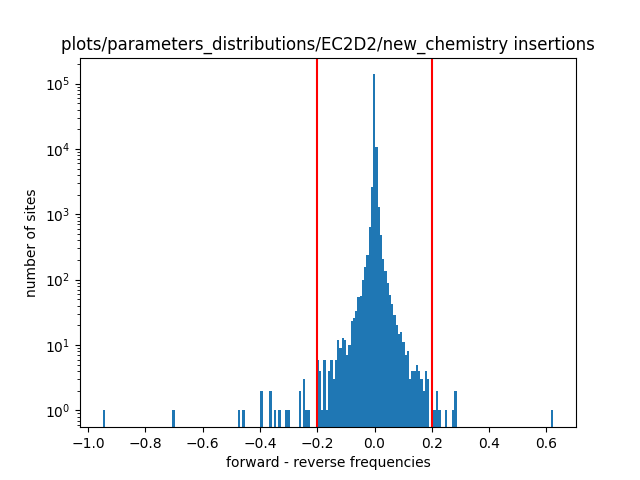 plots/parameters_distributions/EC2D2/new_chemistry insertions
number of sites
10⁵
10⁴
10³
10²
10¹
10⁰
−1.0 −0.8 −0.6 −0.4 −0.2 0.0 0.2 0.4 0.6
forward - reverse frequencies